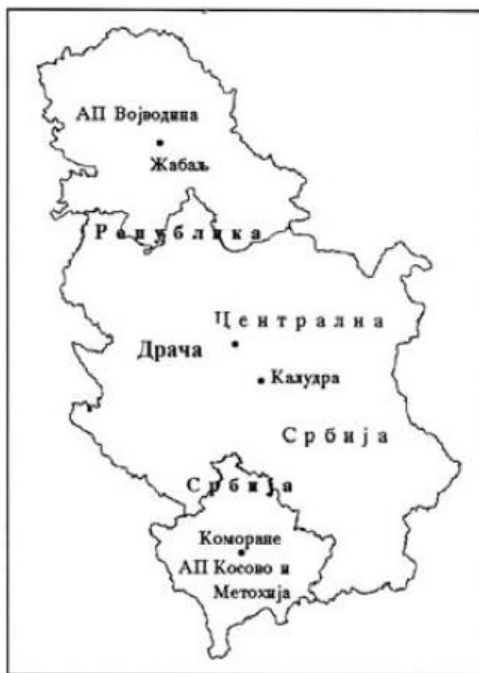 АП Војводина
Жабаљ
Република
Централна
Драча
Калудра
Србија
Србија
Коморане
АП Косово и
Метохија